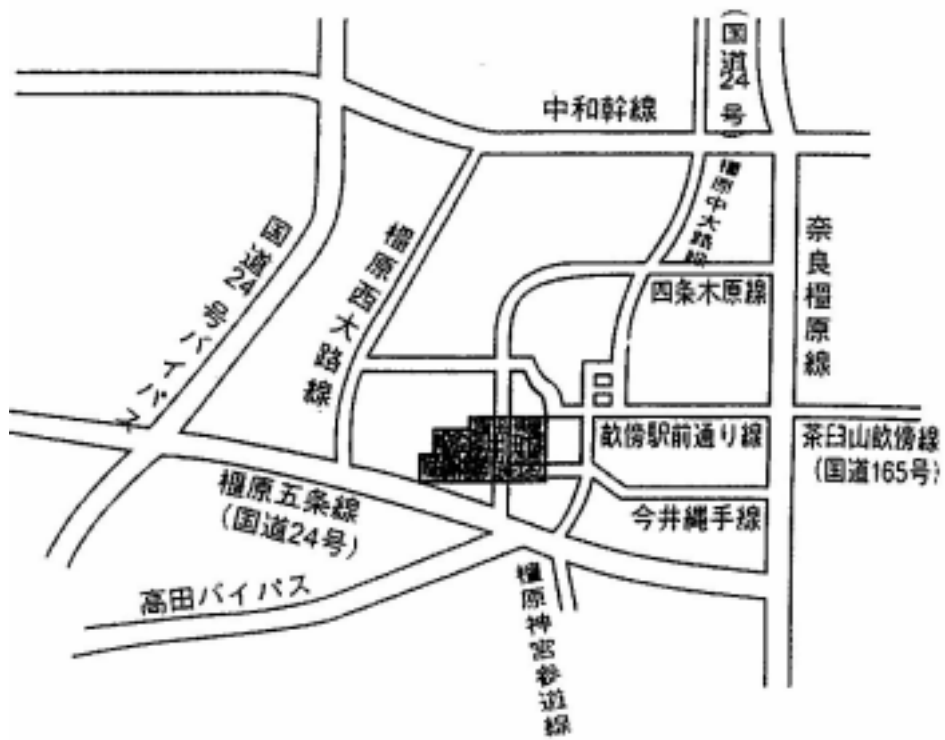 (国道24号)
中和幹線
橿原中大路線
国道24号バイパス
橿原西大路線
四条木原線
奈良橿原線
畝傍駅前通り線
茶臼山畝傍線
(国道165号)
橿原五条線
(国道24号)
今井縄手線
高田バイパス
橿原神宮参道線